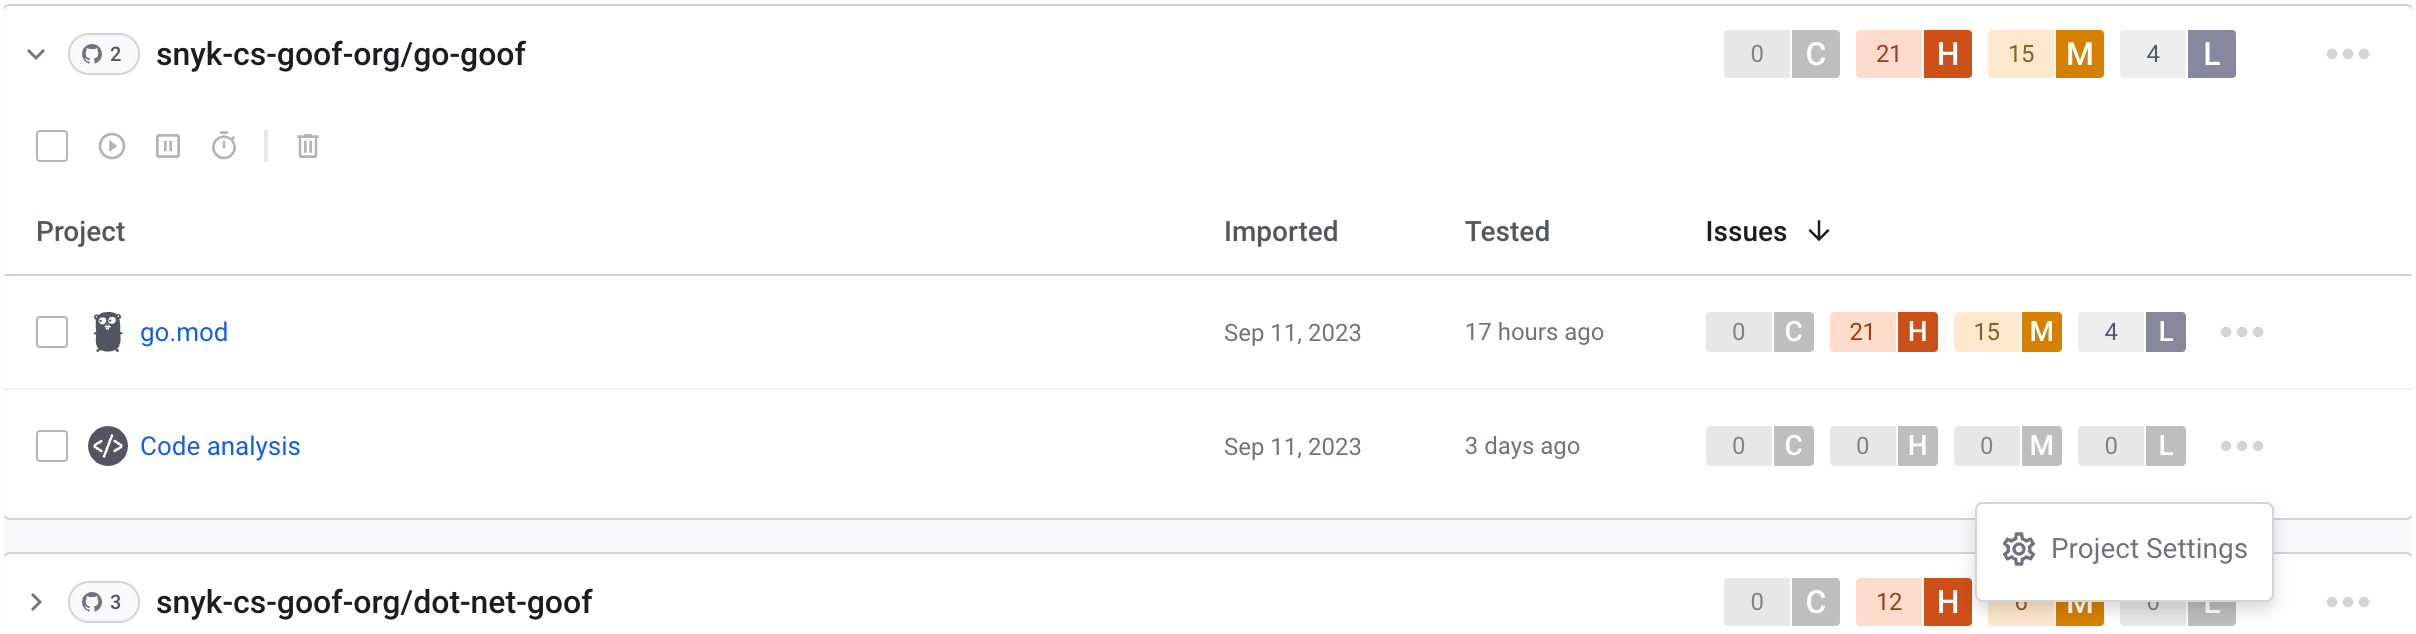 2 snyk-cs-goof-org/go-goof 0 C 21 H 15 M 4 L
Project Imported Tested Issues
go.mod Sep 11, 2023 17 hours ago 0 C 21 H 15 M 4 L
Code analysis Sep 11, 2023 3 days ago 0 C 0 H 0 M 0 L
Project Settings
3 snyk-cs-goof-org/dot-net-goof 0 C 12 H 6 M 0 L